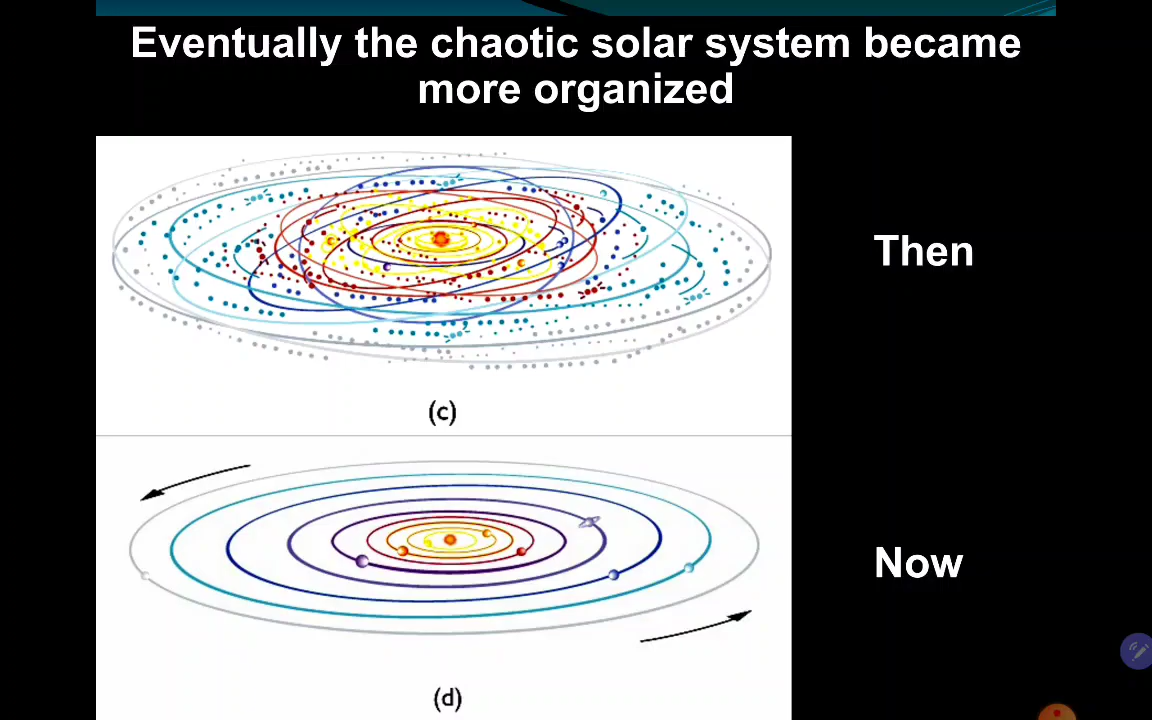 Eventually the chaotic solar system became
more organized
Then
(c)
Now
(d)